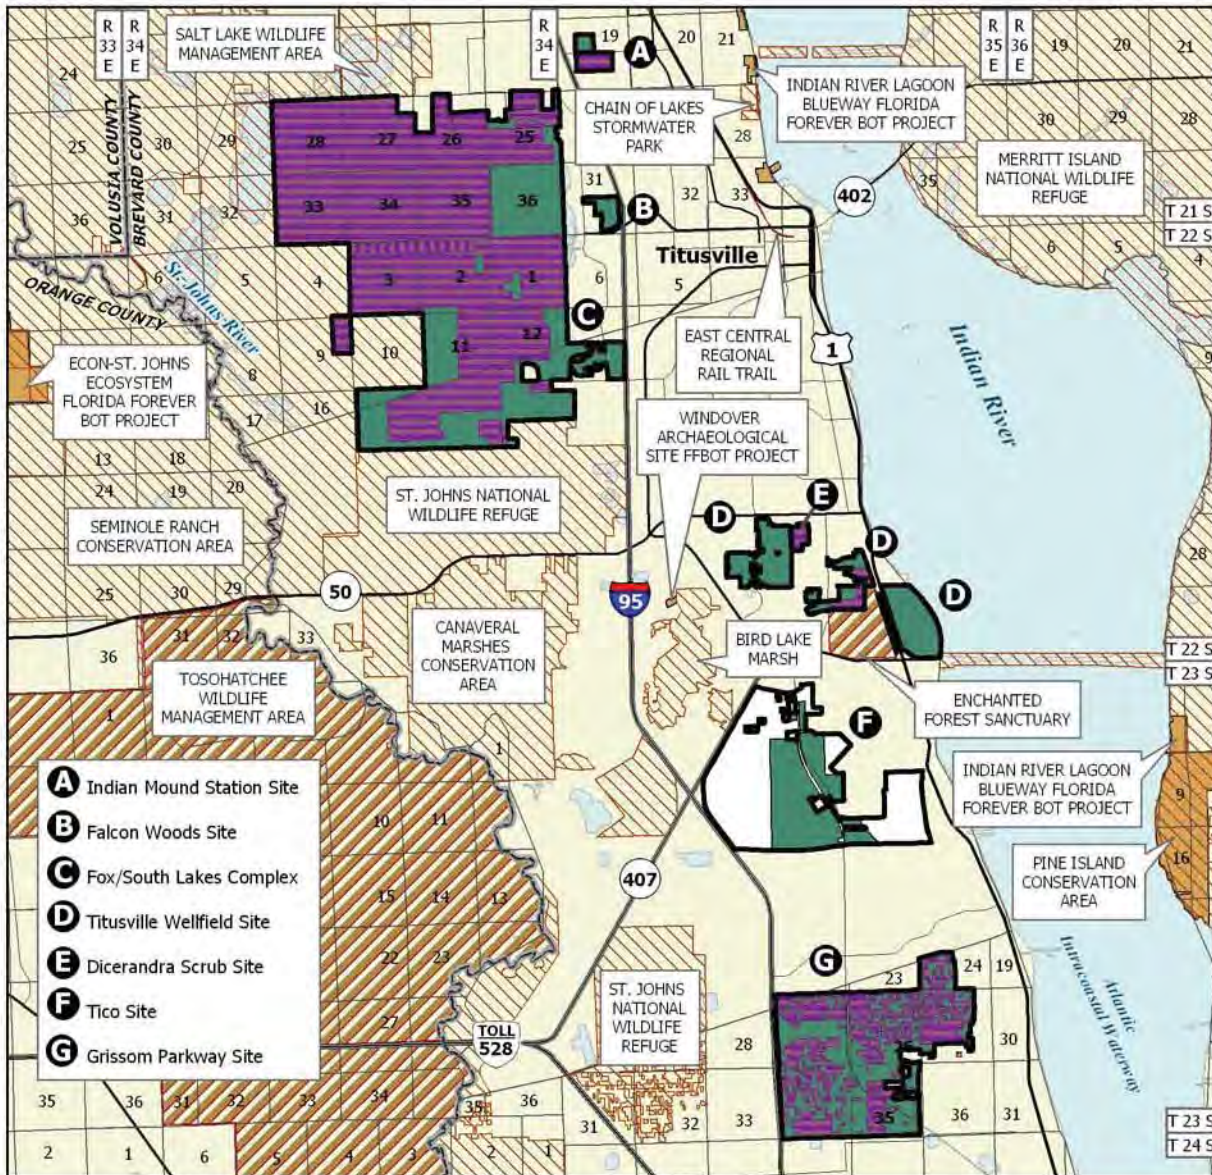 R
33
E
R
34
E
SALT LAKE WILDLIFE
MANAGEMENT AREA
R
34
E
19
A
20
21
R
35
E
R
36
E
19
20
21
INDIAN RIVER LAGOON
BLUEWAY FLORIDA
FOREVER BOT PROJECT
CHAIN OF LAKES
STORMWATER
PARK
24
25
30
29
28
27
26
25
28
30
29
28
MERRITT ISLAND
NATIONAL WILDLIFE
REFUGE
VOLUSIA COUNTY
BREVARD COUNTY
36
31
32
33
34
35
36
31
B
32
33
402
35
T 21 S
T 22 S
Titusville
6
5
4
ORANGE COUNTY
St. Johns River
6
5
4
3
2
1
6
5
Indian River
C
1
EAST CENTRAL
REGIONAL
RAIL TRAIL
9
10
11
12
9
ECON-ST. JOHNS
ECOSYSTEM
FLORIDA FOREVER
BOT PROJECT
8
17
16
WINDOVER
ARCHAEOLOGICAL
SITE FFBOT PROJECT
13
18
24
19
20
SEMINOLE RANCH
CONSERVATION AREA
ST. JOHNS NATIONAL
WILDLIFE REFUGE
D
E
D
D
28
25
30
29
50
95
31
32
33
36
CANAVERAL
MARSHES
CONSERVATION
AREA
BIRD LAKE
MARSH
T 22 S
T 23 S
TOSOHATCHEE
WILDLIFE
MANAGEMENT AREA
ENCHANTED
FOREST SANCTUARY
1
1
F
INDIAN RIVER LAGOON
BLUEWAY FLORIDA
FOREVER BOT PROJECT
9
A Indian Mound Station Site
B Falcon Woods Site
C Fox/South Lakes Complex
D Titusville Wellfield Site
E Dicerandra Scrub Site
F Tico Site
G Grissom Parkway Site
10
11
15
14
13
22
23
27
407
16
PINE ISLAND
CONSERVATION
AREA
G
23
24
19
Atlantic
Intracoastal Waterway
ST. JOHNS
NATIONAL
WILDLIFE
REFUGE
TOLL
528
28
30
35
36
31
32
33
34
35
36
31
32
33
35
36
31
T 23 S
T 24 S
2
1
6
5
4
3
2
1